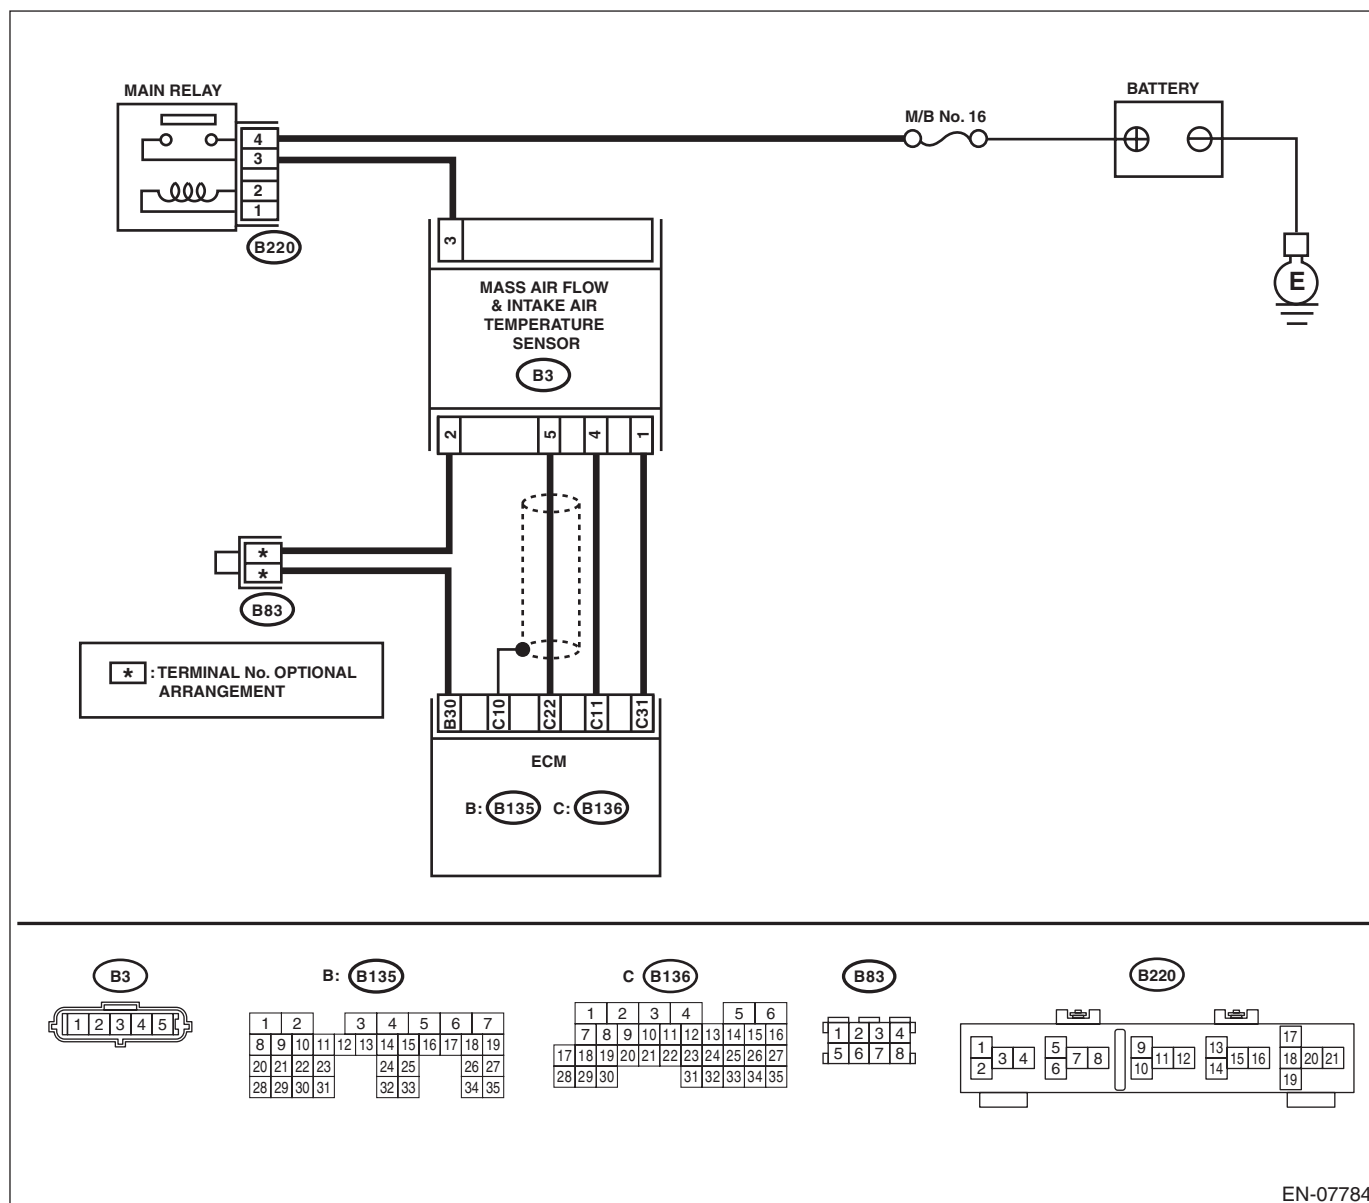 MAIN RELAY
BATTERY
M/B No. 16
4
3
2
1
B220
E
3
MASS AIR FLOW
& INTAKE AIR
TEMPERATURE
SENSOR
B3
2 5 4 1
*
*
B83
* : TERMINAL No. OPTIONAL
ARRANGEMENT
B30 C10 C22 C11 C31
ECM
B: B135 C: B136
B3
1 2 3 4 5
B: B135
1 2 3 4 5 6 7
8 9 10 11 12 13 14 15 16 17 18 19
20 21 22 23 24 25 26 27
28 29 30 31 32 33 34 35
C B136
1 2 3 4 5 6
7 8 9 10 11 12 13 14 15 16
17 18 19 20 21 22 23 24 25 26 27
28 29 30 31 32 33 34 35
B83
1 2 3 4
5 6 7 8
B220
1 5 9 13 17
3 4 7 8 11 12 15 16 18 20 21
2 6 10 14 19
EN-07784